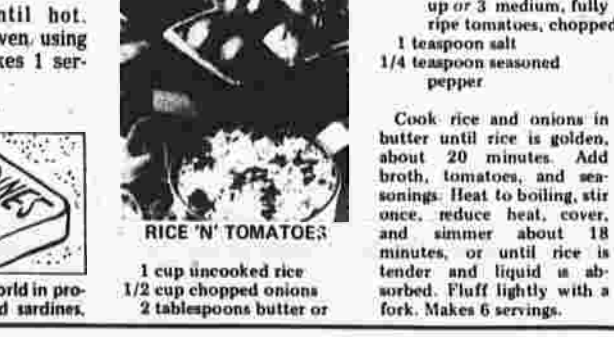 ntil hot.
ven, using
kes 1 ser-
INES
orld in pro-
d sardines.
RICE 'N' TOMATOES
1 cup uncooked rice
1/2 cup chopped onions
2 tablespoons butter or
up or 3 medium, fully
ripe tomatoes, chopped
1 teaspoon salt
1/4 teaspoon seasoned
pepper
Cook rice and onions in
butter until rice is golden,
about 20 minutes. Add
broth, tomatoes, and sea-
sonings. Heat to boiling, stir
once, reduce heat, cover,
and simmer about 18
minutes, or until rice is
tender and liquid is ab-
sorbed. Fluff lightly with a
fork. Makes 6 servings.